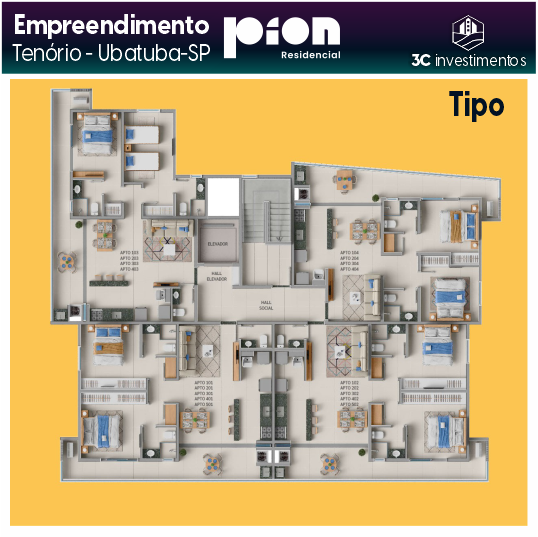 Empreendimento
Tenório - Ubatuba-SP
pion
Residencial
3C investimentos
Tipo
APTO 103
APTO 203
APTO 303
APTO 403
ELEVADOR
HALL
ELEVADOR
HALL
SOCIAL
APTO 104
APTO 204
APTO 304
APTO 404
APTO 101
APTO 201
APTO 301
APTO 401
APTO 501
APTO 102
APTO 202
APTO 302
APTO 402
APTO 502